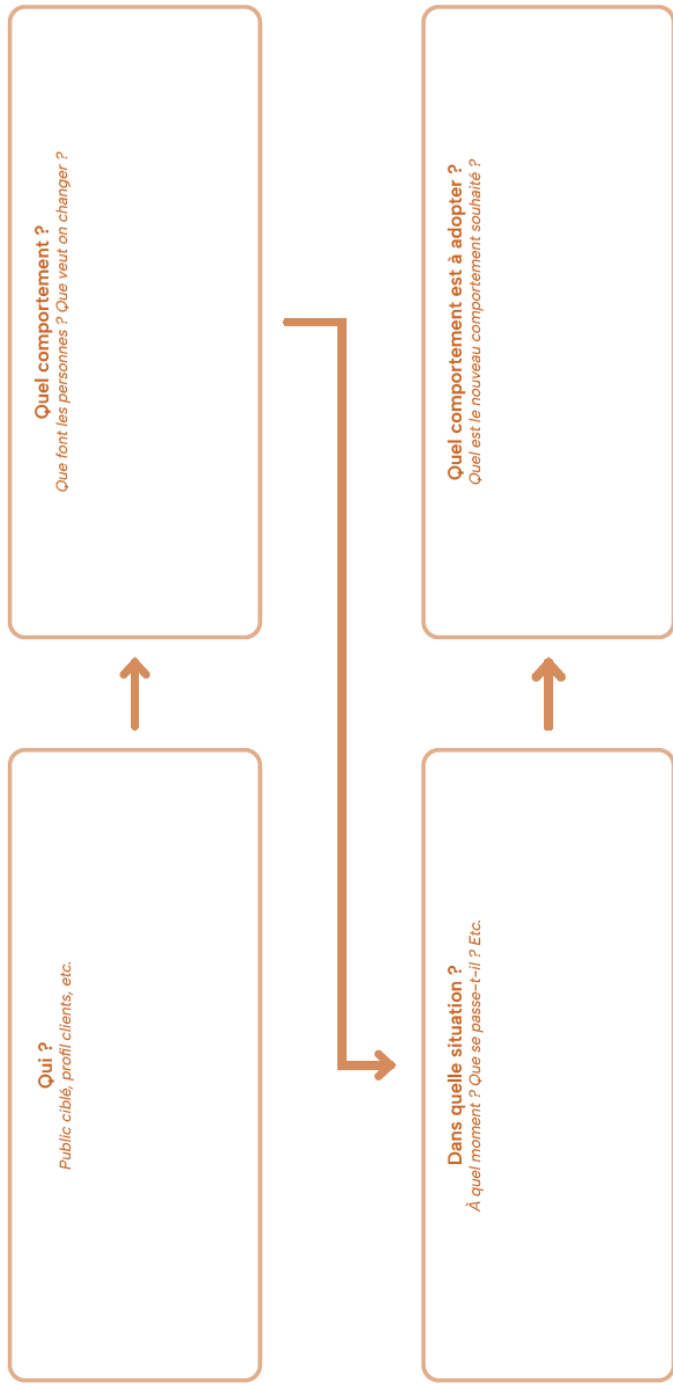 Qui ?
Public ciblé, profil clients, etc.
Quel comportement ?
Que font les personnes ? Que veut on changer ?
Dans quelle situation ?
À quel moment ? Que se passe-t-il ? Etc.
Quel comportement est à adopter ?
Quel est le nouveau comportement souhaité ?